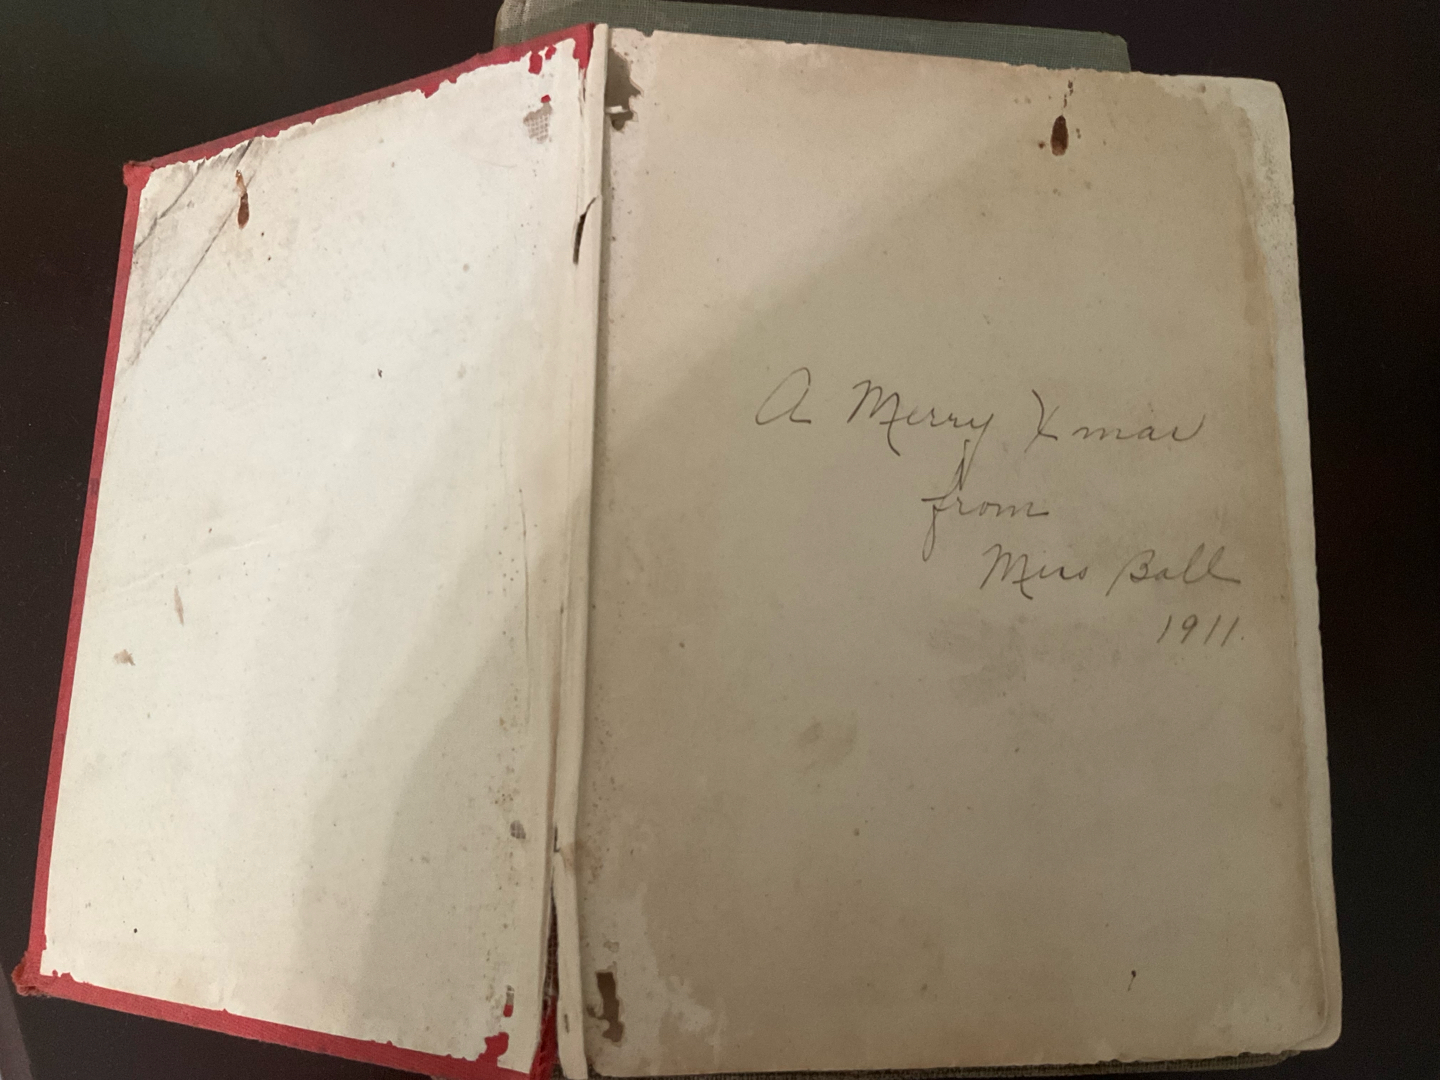 A Merry Xmas
from
Miss Ball
1911.